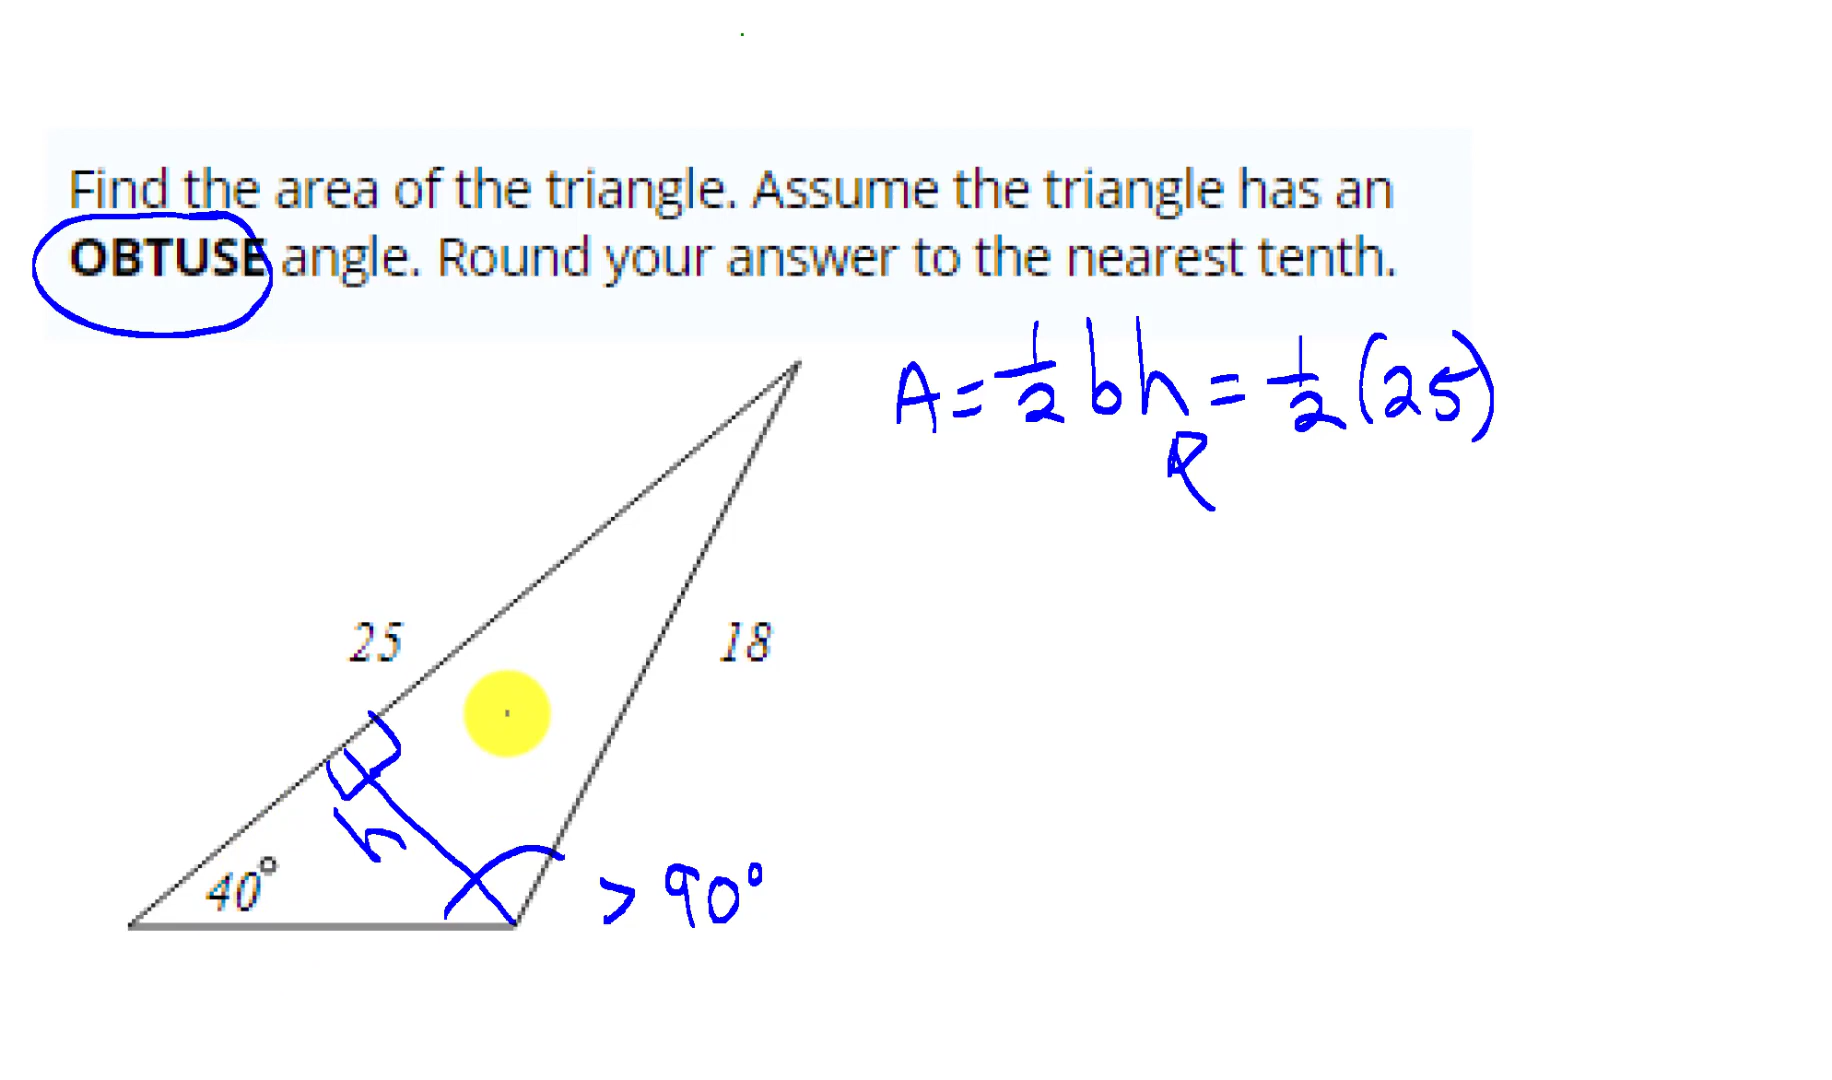 Find the area of the triangle. Assume the triangle has an
OBTUSE angle. Round your answer to the nearest tenth.
A = 1/2 bh = 1/2 (25)
25
18
h
40°
> 90°